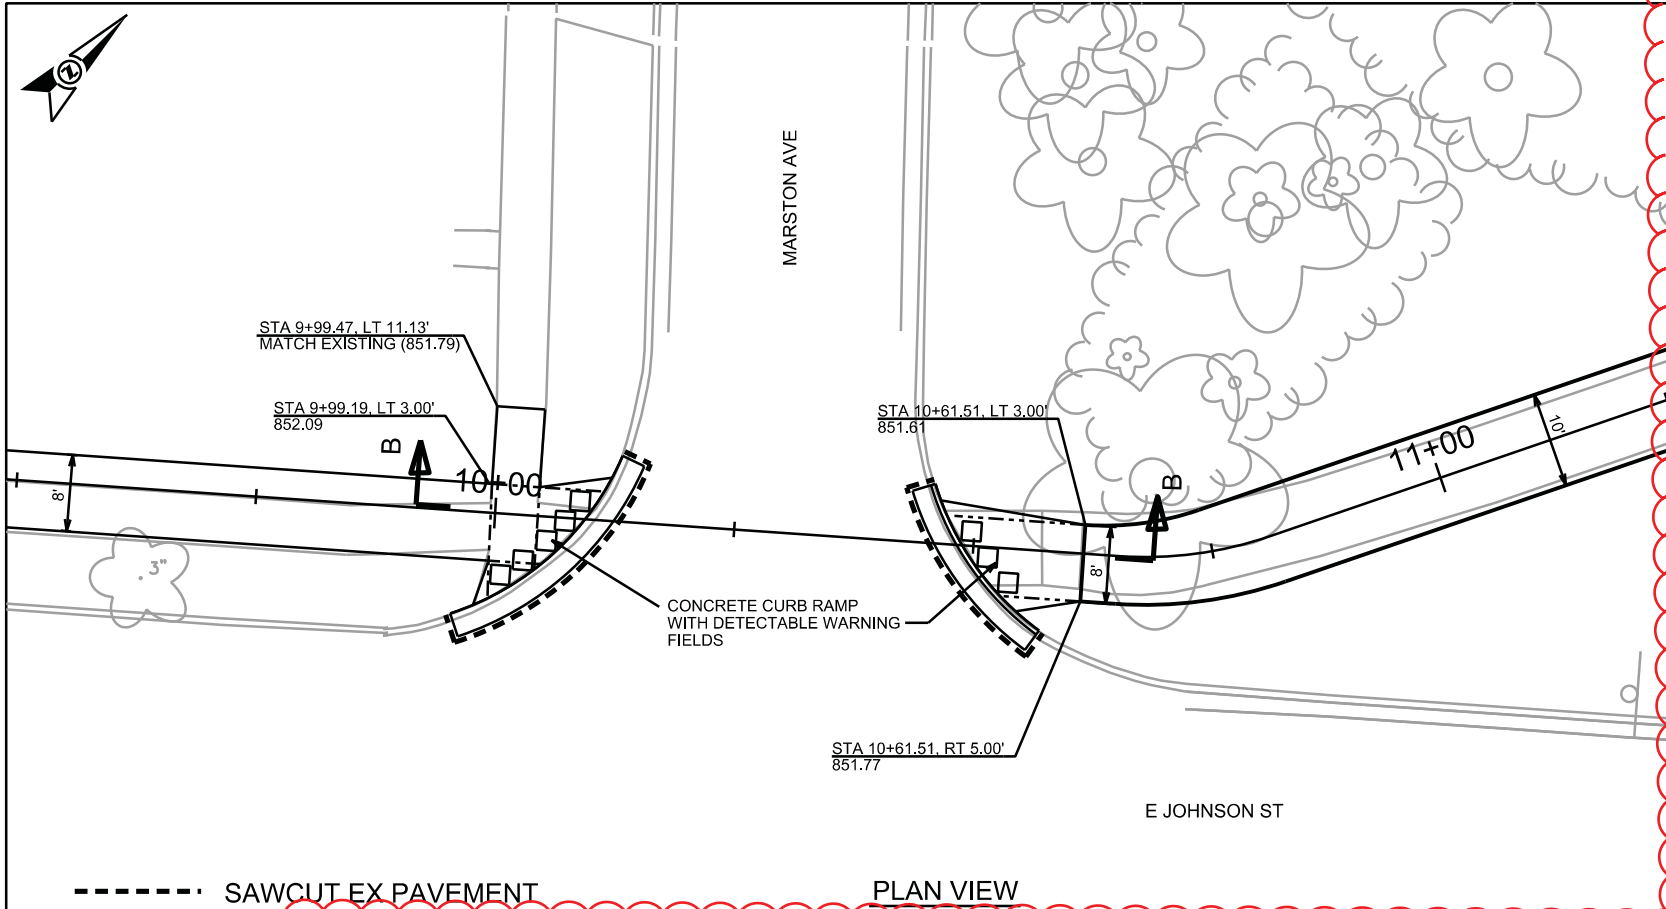 Z
MARSTON AVE
STA 9+99.47, LT 11.13'
MATCH EXISTING (851.79)
STA 9+99.19, LT 3.00'
852.09
B
10+00
8'
3"
STA 10+61.51, LT 3.00'
851.61
11+00
10'
B
8'
CONCRETE CURB RAMP
WITH DETECTABLE WARNING
FIELDS
STA 10+61.51, RT 5.00'
851.77
E JOHNSON ST
SAWCUT EX PAVEMENT
PLAN VIEW